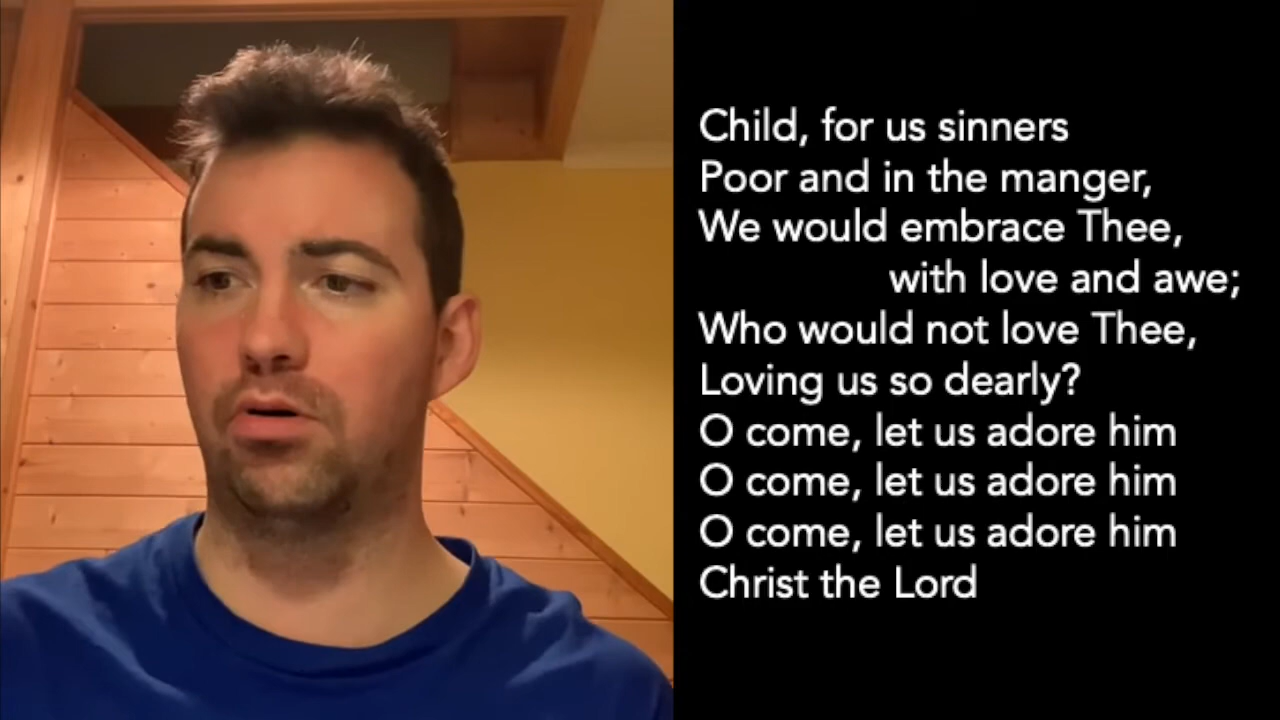 Child, for us sinners
Poor and in the manger,
We would embrace Thee,
with love and awe;
Who would not love Thee,
Loving us so dearly?
O come, let us adore him
O come, let us adore him
O come, let us adore him
Christ the Lord